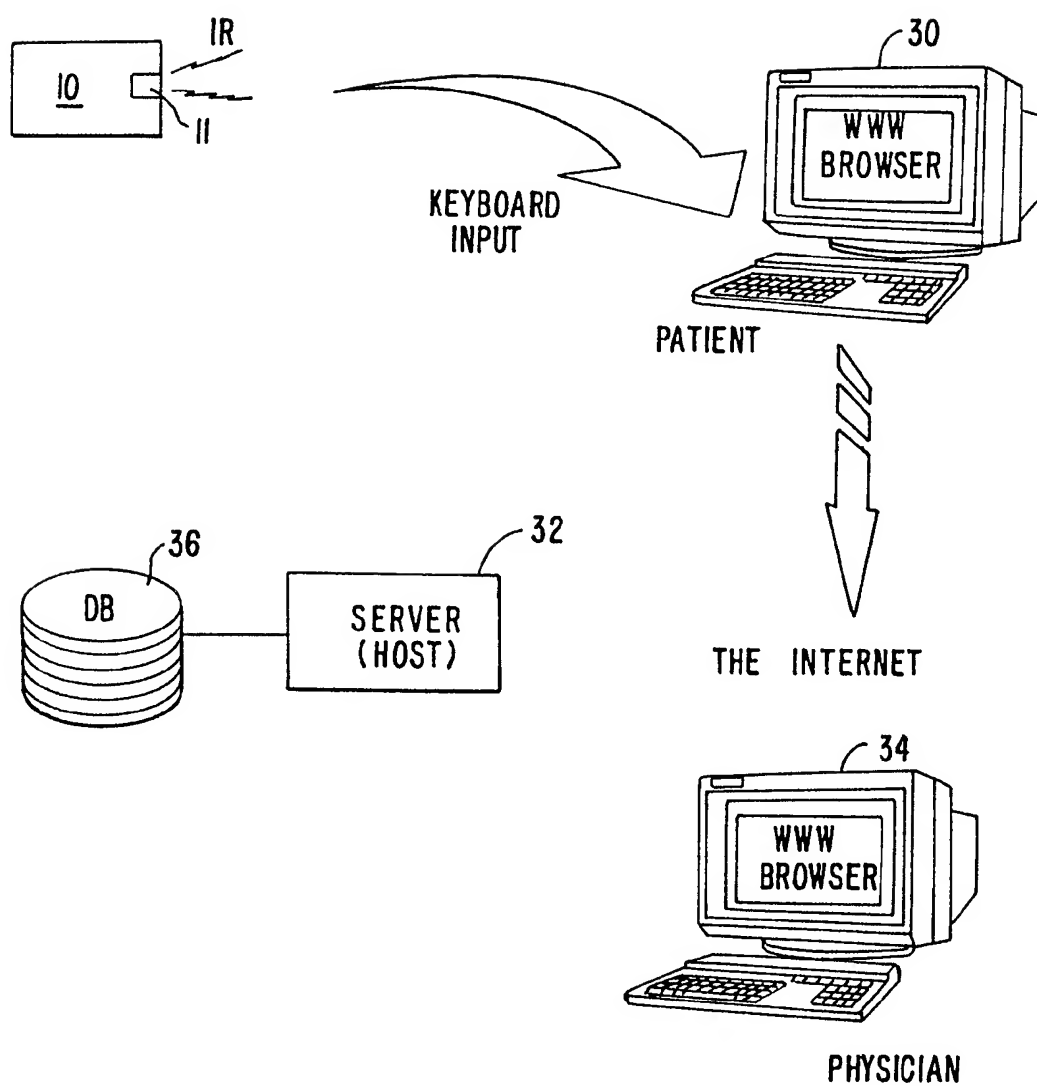 IR
10
11
30
WWW
BROWSER
KEYBOARD
INPUT
PATIENT
36
DB
32
SERVER
(HOST)
THE INTERNET
34
WWW
BROWSER
PHYSICIAN